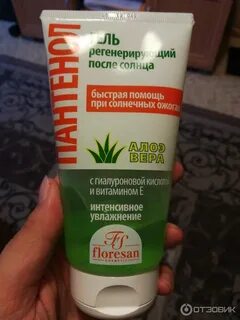 ПАНТЕНОЛ
ГЕЛЬ
регенерирующий
после солнца
быстрая помощь
при солнечных ожогах
АЛОЭ
ВЕРА
с гиалуроновой кислотой
и витамином Е
интенсивное
увлажнение
FS
floresan
ОТЗОВИК